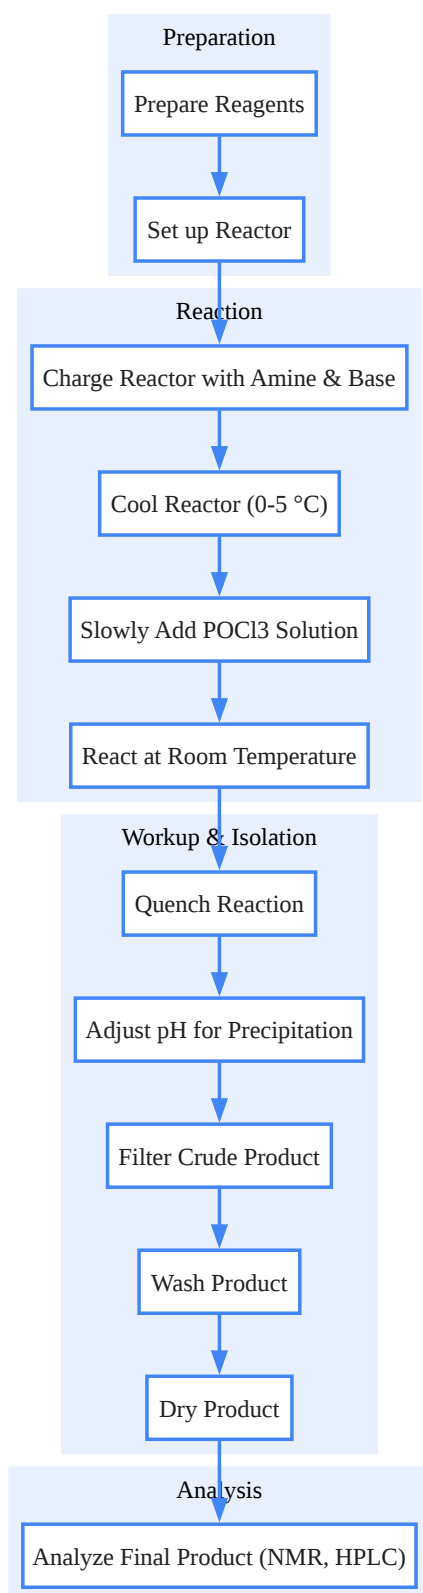 Preparation
Prepare Reagents
Set up Reactor
Reaction
Charge Reactor with Amine & Base
Cool Reactor (0-5 °C)
Slowly Add POCl3 Solution
React at Room Temperature
Workup & Isolation
Quench Reaction
Adjust pH for Precipitation
Filter Crude Product
Wash Product
Dry Product
Analysis
Analyze Final Product (NMR, HPLC)